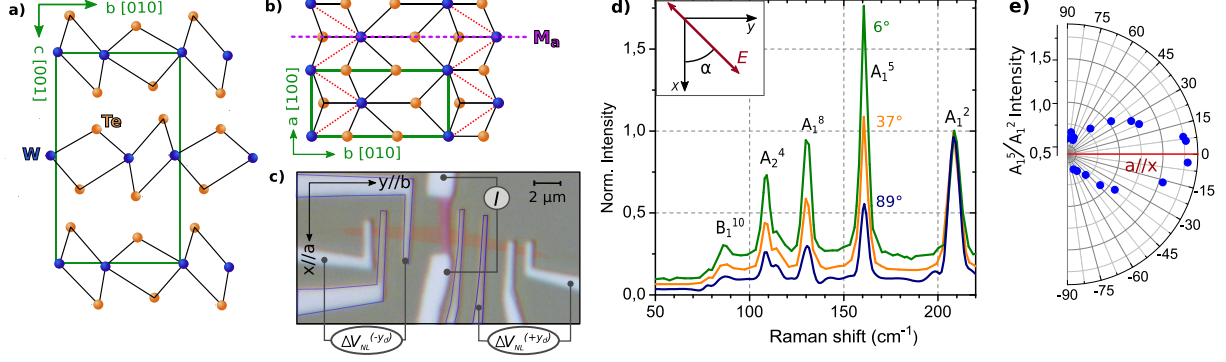 a)
b [010]
c [001]
Te
W
b)
M_a
a [100]
b [010]
c)
y//b
x//a
I
2 μm
ΔV_NL^(-y_d)
ΔV_NL^(+y_d)
d)
y
x
α
E
6°
A₁⁵
37°
A₁²
A₁⁸
A₂⁴
89°
B₁¹⁰
Norm. Intensity
1,5
1,0
0,5
0,0
50
100
150
200
Raman shift (cm⁻¹)
e)
A₁⁵/A₁² Intensity
1,5
1,0
0,5
a//x
90
75
60
45
30
15
0
-15
-30
-45
-60
-75
-90